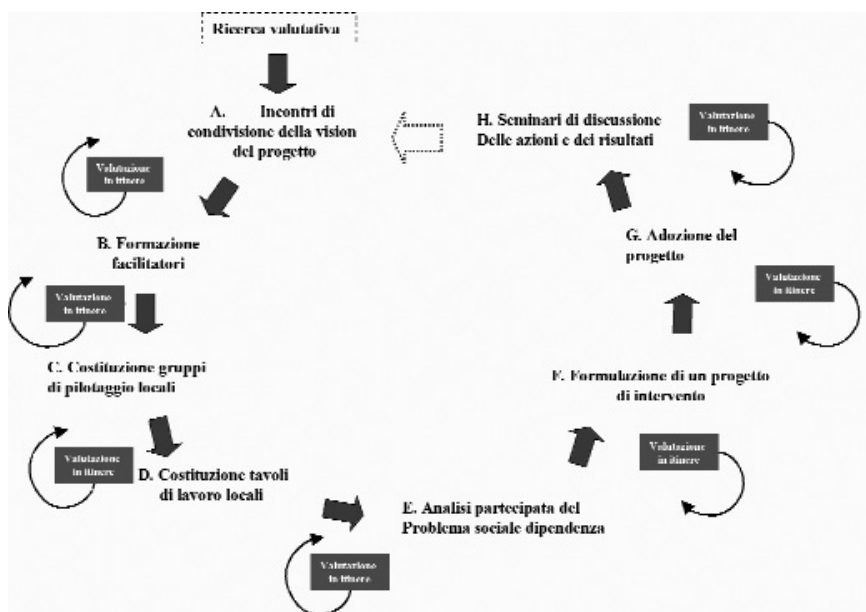 Ricerca valutativa
A. Incontri di
condivisione della vision
del progetto
Valutazione
in itinere
B. Formazione
facilitatori
Valutazione
in itinere
C. Costituzione gruppi
di pilotaggio locali
Valutazione
in itinere
D. Costituzione tavoli
di lavoro locali
Valutazione
in itinere
E. Analisi partecipata del
Problema sociale dipendenza
Valutazione
in itinere
F. Formulazione di un progetto
di intervento
Valutazione
in itinere
G. Adozione del
progetto
Valutazione
in itinere
H. Seminari di discussione
Delle azioni e dei risultati